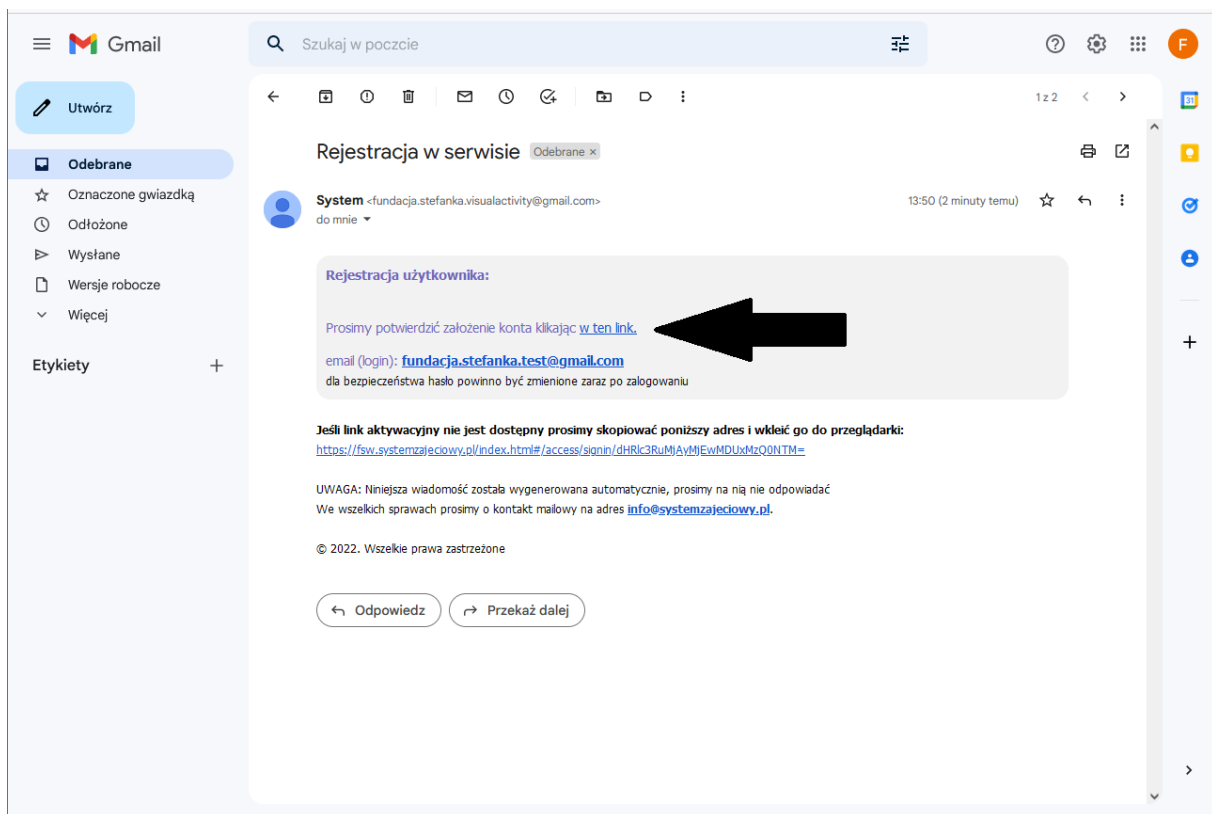 Gmail
Szukaj w poczcie
F
Utwórz
1 z 2
31
Odebrane
Oznaczone gwiazdką
Odłożone
Wysłane
Wersje robocze
Więcej
Etykiety
Rejestracja w serwisie Odebrane ×
System <fundacja.stefanka.visualactivity@gmail.com> 13:50 (2 minuty temu)
do mnie
Rejestracja użytkownika:
Prosimy potwierdzić założenie konta klikając w ten link.
email (login): fundacja.stefanka.test@gmail.com
dla bezpieczeństwa hasło powinno być zmienione zaraz po zalogowaniu
Jeśli link aktywacyjny nie jest dostępny prosimy skopiować poniższy adres i wkleić go do przeglądarki:
https://fsw.systemzajeciowy.pl/index.html#/access/signin/dHRlc3RuMjAyMjEwMDUxMzQ0NTM=
UWAGA: Niniejsza wiadomość została wygenerowana automatycznie, prosimy na nią nie odpowiadać
We wszelkich sprawach prosimy o kontakt mailowy na adres info@systemzajeciowy.pl.
© 2022. Wszelkie prawa zastrzeżone
Odpowiedz
Przekaż dalej